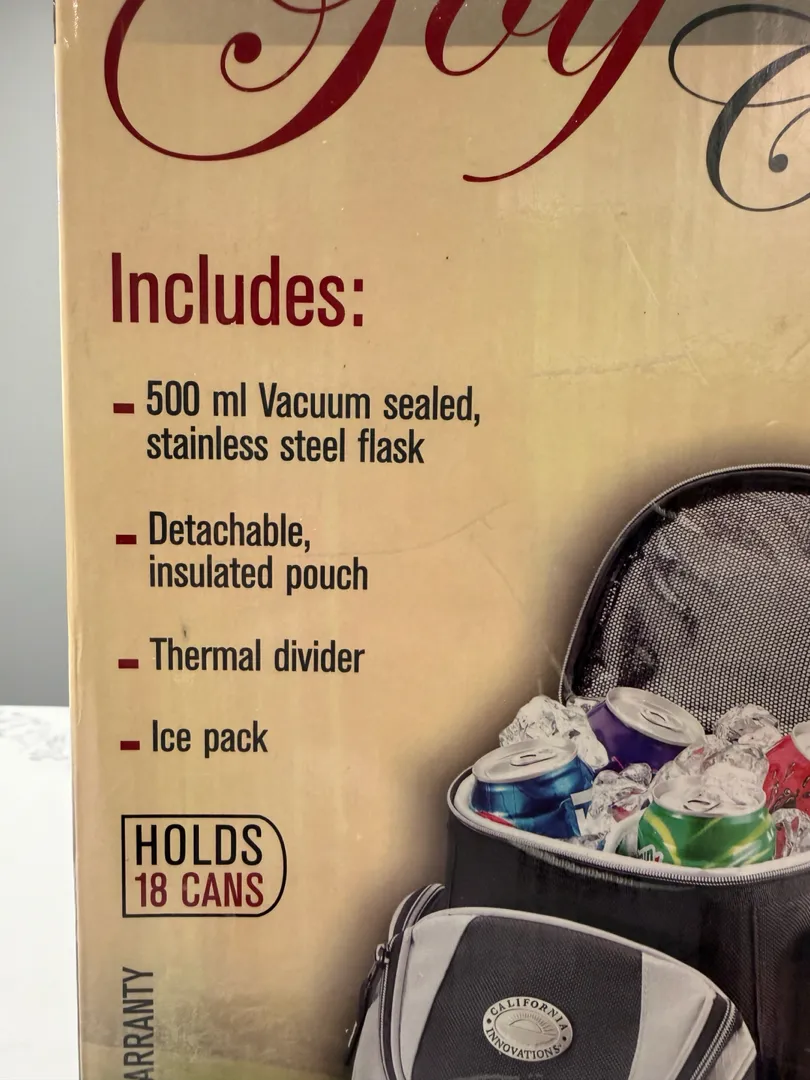 Includes:
500 ml Vacuum sealed,
stainless steel flask
Detachable,
insulated pouch
Thermal divider
Ice pack
HOLDS
18 CANS
CALIFORNIA
INNOVATIONS